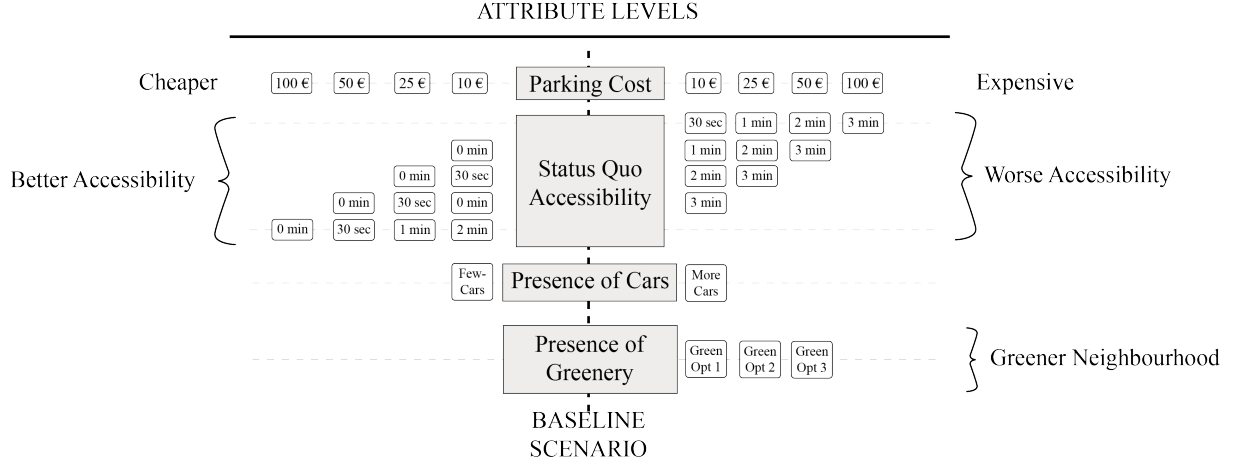 ATTRIBUTE LEVELS
Cheaper 100 € 50 € 25 € 10 € Parking Cost 10 € 25 € 50 € 100 € Expensive
30 sec 1 min 2 min 3 min
0 min 1 min 2 min 3 min
Better Accessibility 0 min 30 sec Status Quo Accessibility 2 min 3 min Worse Accessibility
0 min 30 sec 0 min 3 min
0 min 30 sec 1 min 2 min
Few-
Cars
Presence of Cars
More
Cars
Presence of
Greenery
Green
Opt 1
Green
Opt 2
Green
Opt 3
Greener Neighbourhood
BASELINE
SCENARIO